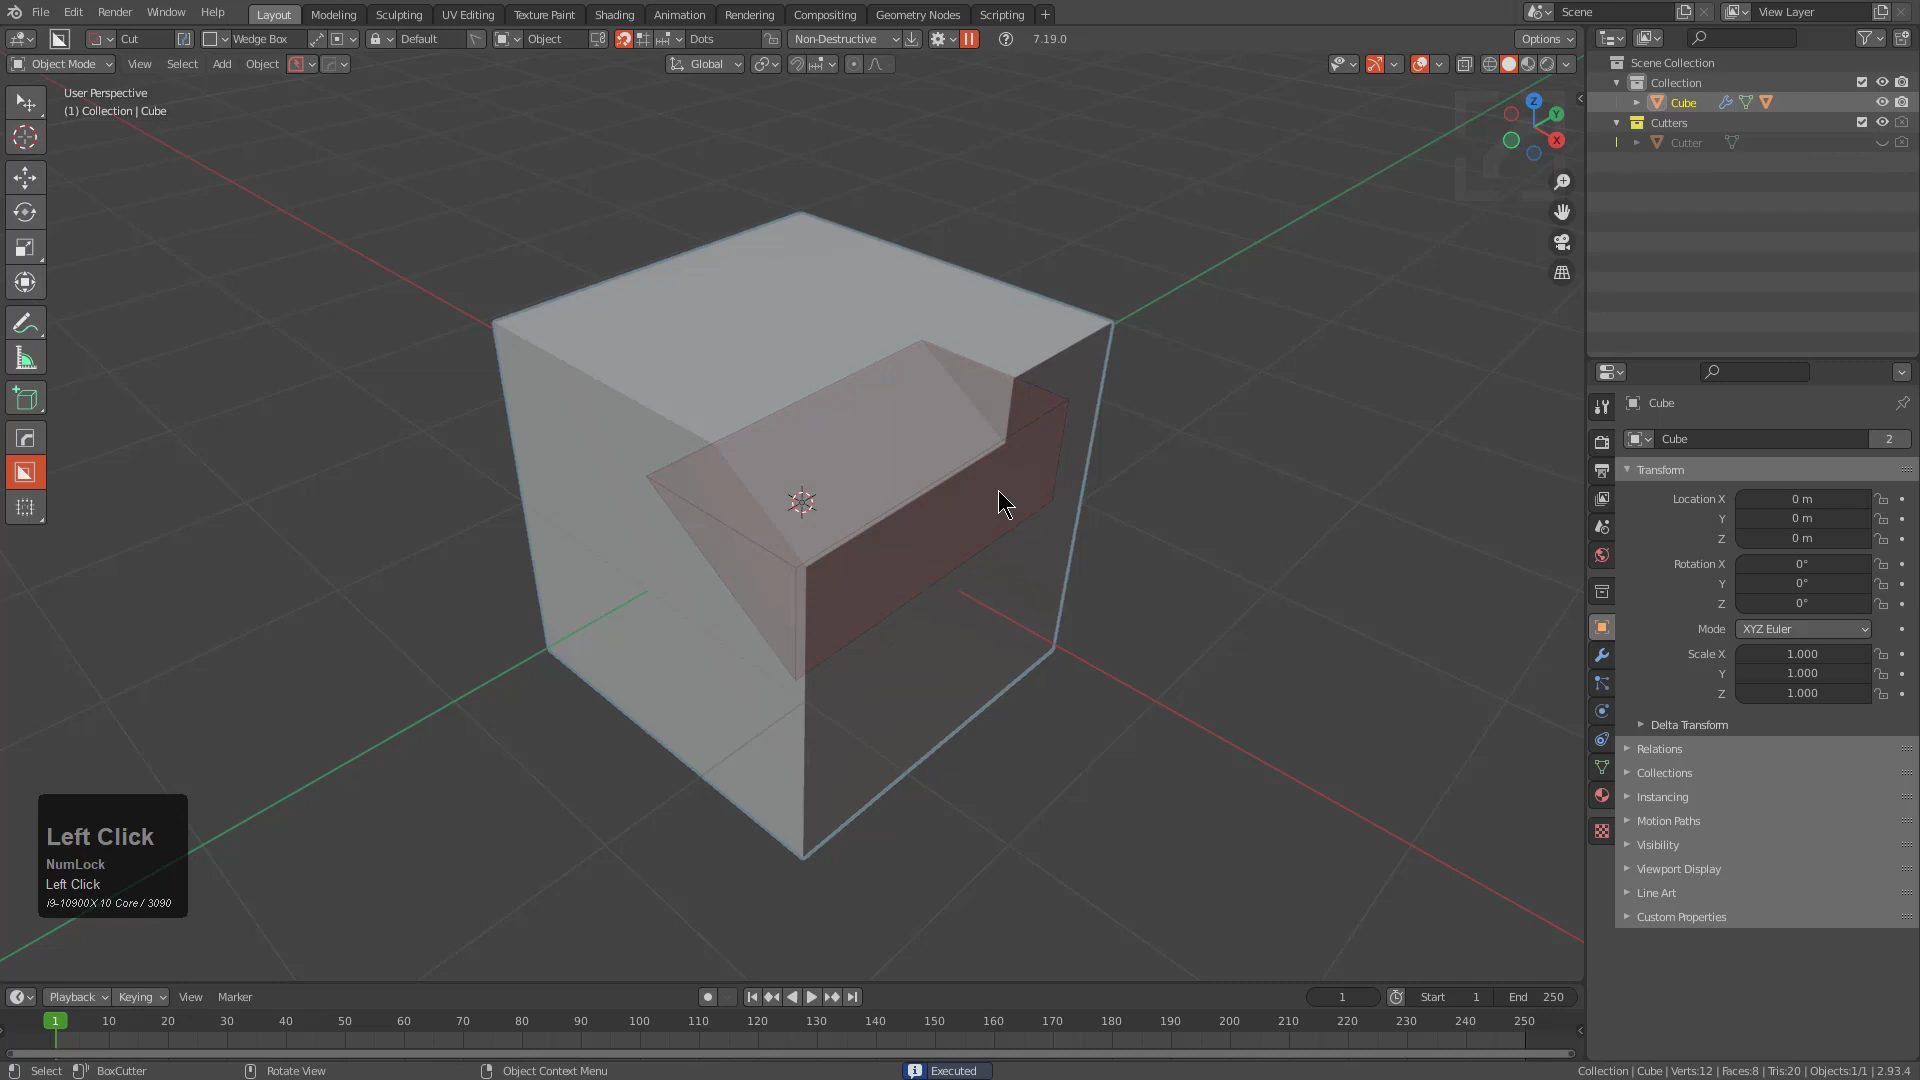 File Edit Render Window Help Layout Modeling Sculpting UV Editing Texture Paint Shading Animation Rendering Compositing Geometry Nodes Scripting + Scene View Layer
Cut Wedge Box Default Object Dots Non-Destructive 7.19.0 Options
Object Mode View Select Add Object Global
User Perspective
(1) Collection | Cube
Z
Y
X
Scene Collection
Collection
Cube
Cutters
Cutter
Cube
Cube 2
Transform
Location X 0 m
Y 0 m
Z 0 m
Rotation X 0°
Y 0°
Z 0°
Mode XYZ Euler
Scale X 1.000
Y 1.000
Z 1.000
Delta Transform
Relations
Collections
Instancing
Motion Paths
Visibility
Viewport Display
Line Art
Custom Properties
Left Click
NumLock
Left Click
i9-10900X 10 Core / 3090
Playback Keying View Marker 1 Start 1 End 250
1 10 20 30 40 50 60 70 80 90 100 110 120 130 140 150 160 170 180 190 200 210 220 230 240 250
Select BoxCutter Rotate View Object Context Menu Executed Collection | Cube | Verts:12 | Faces:8 | Tris:20 | Objects:1/1 | 2.93.4